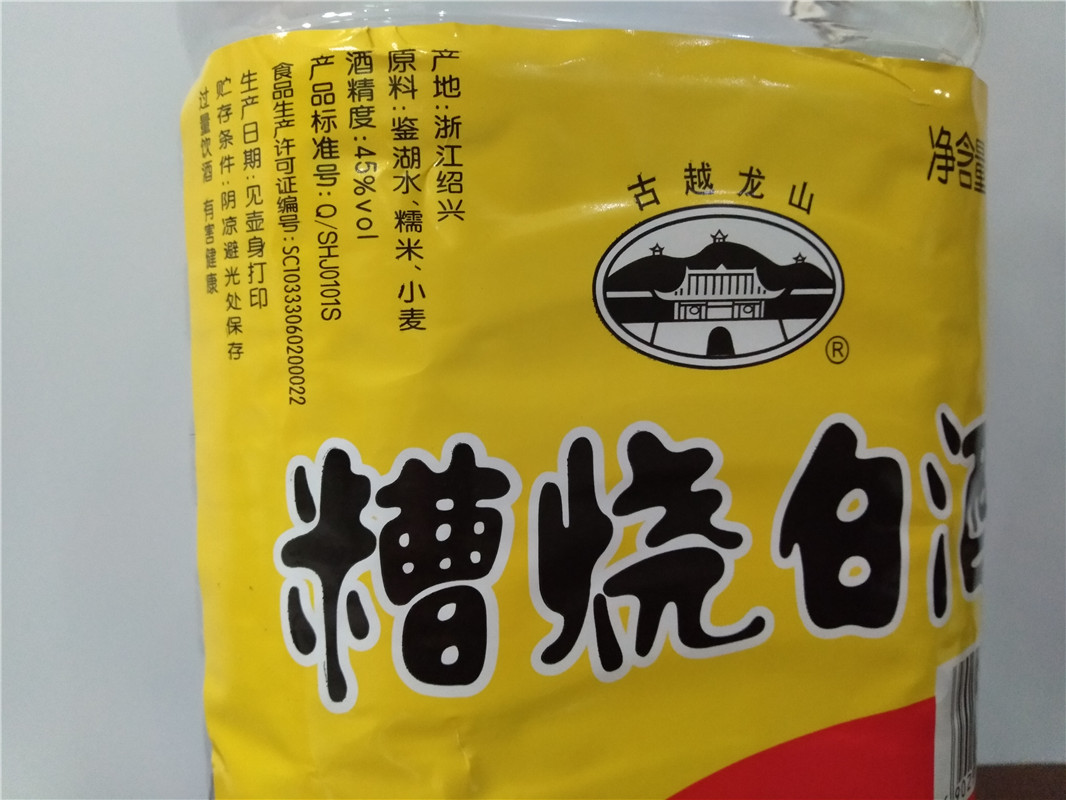 产地:浙江绍兴
原料:鉴湖水、糯米、小麦
酒精度:45%vol
产品标准号:Q/SHJ0101S
食品生产许可证编号:SC10333060200022
生产日期:见壶身打印
贮存条件:阴凉避光处保存
过量饮酒 有害健康
净含量
古越龙山
®
糟烧白酒